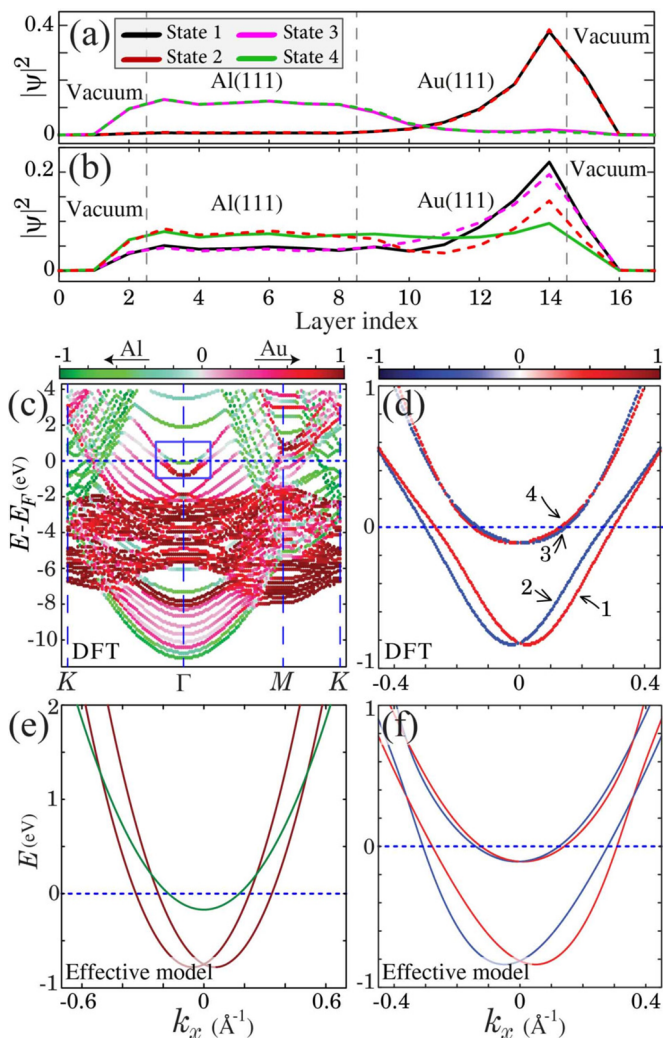 0.4
(a)
State 1
State 3
State 2
State 4
Vacuum
|ψ|²
Vacuum
Al(111)
Au(111)
0
0.2
(b)
Vacuum
|ψ|²
Vacuum
Al(111)
Au(111)
0
0 2 4 6 8 10 12 14 16
Layer index
-1 Al 0 Au 1
-1 0 1
(c)
4
2
0
-2
-4
-6
-8
-10
E-E_F (eV)
DFT
K Γ M K
(d)
1
0
-1
4
3
2
1
DFT
-0.4 0 0.4
(e)
2
1
0
-1
E (eV)
Effective model
-0.6 0 0.6
k_x (Å⁻¹)
(f)
1
0
-1
Effective model
-0.4 0 0.4
k_x (Å⁻¹)